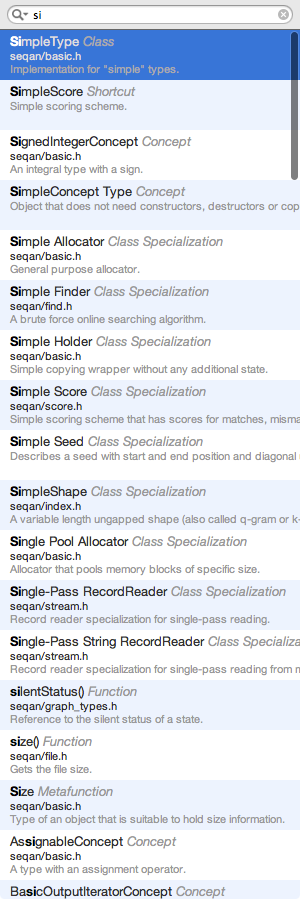 si
SimpleType Class
seqan/basic.h
Implementation for "simple" types.
SimpleScore Shortcut
Simple scoring scheme.
SignedIntegerConcept Concept
seqan/basic.h
An integral type with a sign.
SimpleConcept Type Concept
Object that does not need constructors, destructors or cop
Simple Allocator Class Specialization
seqan/basic.h
General purpose allocator.
Simple Finder Class Specialization
seqan/find.h
A brute force online searching algorithm.
Simple Holder Class Specialization
seqan/basic.h
Simple copying wrapper without any additional state.
Simple Score Class Specialization
seqan/score.h
Simple scoring scheme that has scores for matches, misma
Simple Seed Class Specialization
Describes a seed with start and end position and diagonal
SimpleShape Class Specialization
seqan/index.h
A variable length ungapped shape (also called q-gram or k-
Single Pool Allocator Class Specialization
seqan/basic.h
Allocator that pools memory blocks of specific size.
Single-Pass RecordReader Class Specialization
seqan/stream.h
Record reader specialization for single-pass reading.
Single-Pass String RecordReader Class Specializa
seqan/stream.h
Record reader specialization for single-pass reading from m
silentStatus() Function
seqan/graph_types.h
Reference to the silent status of a state.
size() Function
seqan/file.h
Gets the file size.
Size Metafunction
seqan/basic.h
Type of an object that is suitable to hold size information.
AssignableConcept Concept
seqan/basic.h
A type with an assignment operator.
BasicOutputIteratorConcept Concept